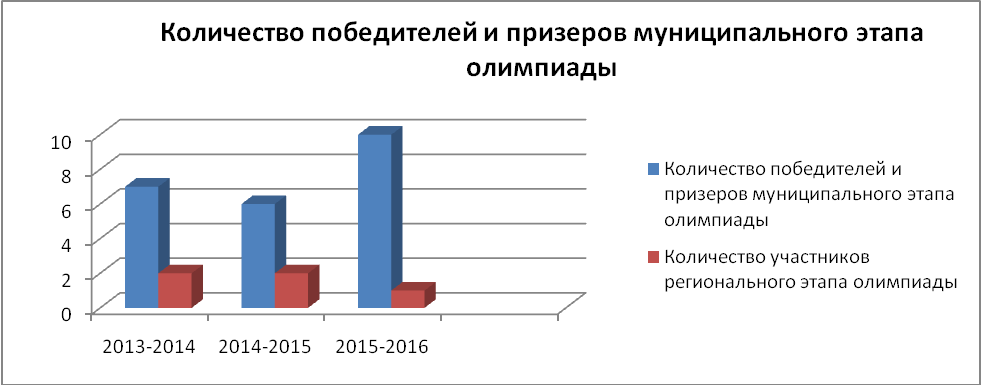 Количество победителей и призеров муниципального этапа
олимпиады
10
8
6
4
2
0
2013-2014
2014-2015
2015-2016
Количество победителей и
призеров муниципального этапа
олимпиады
Количество участников
регионального этапа олимпиады